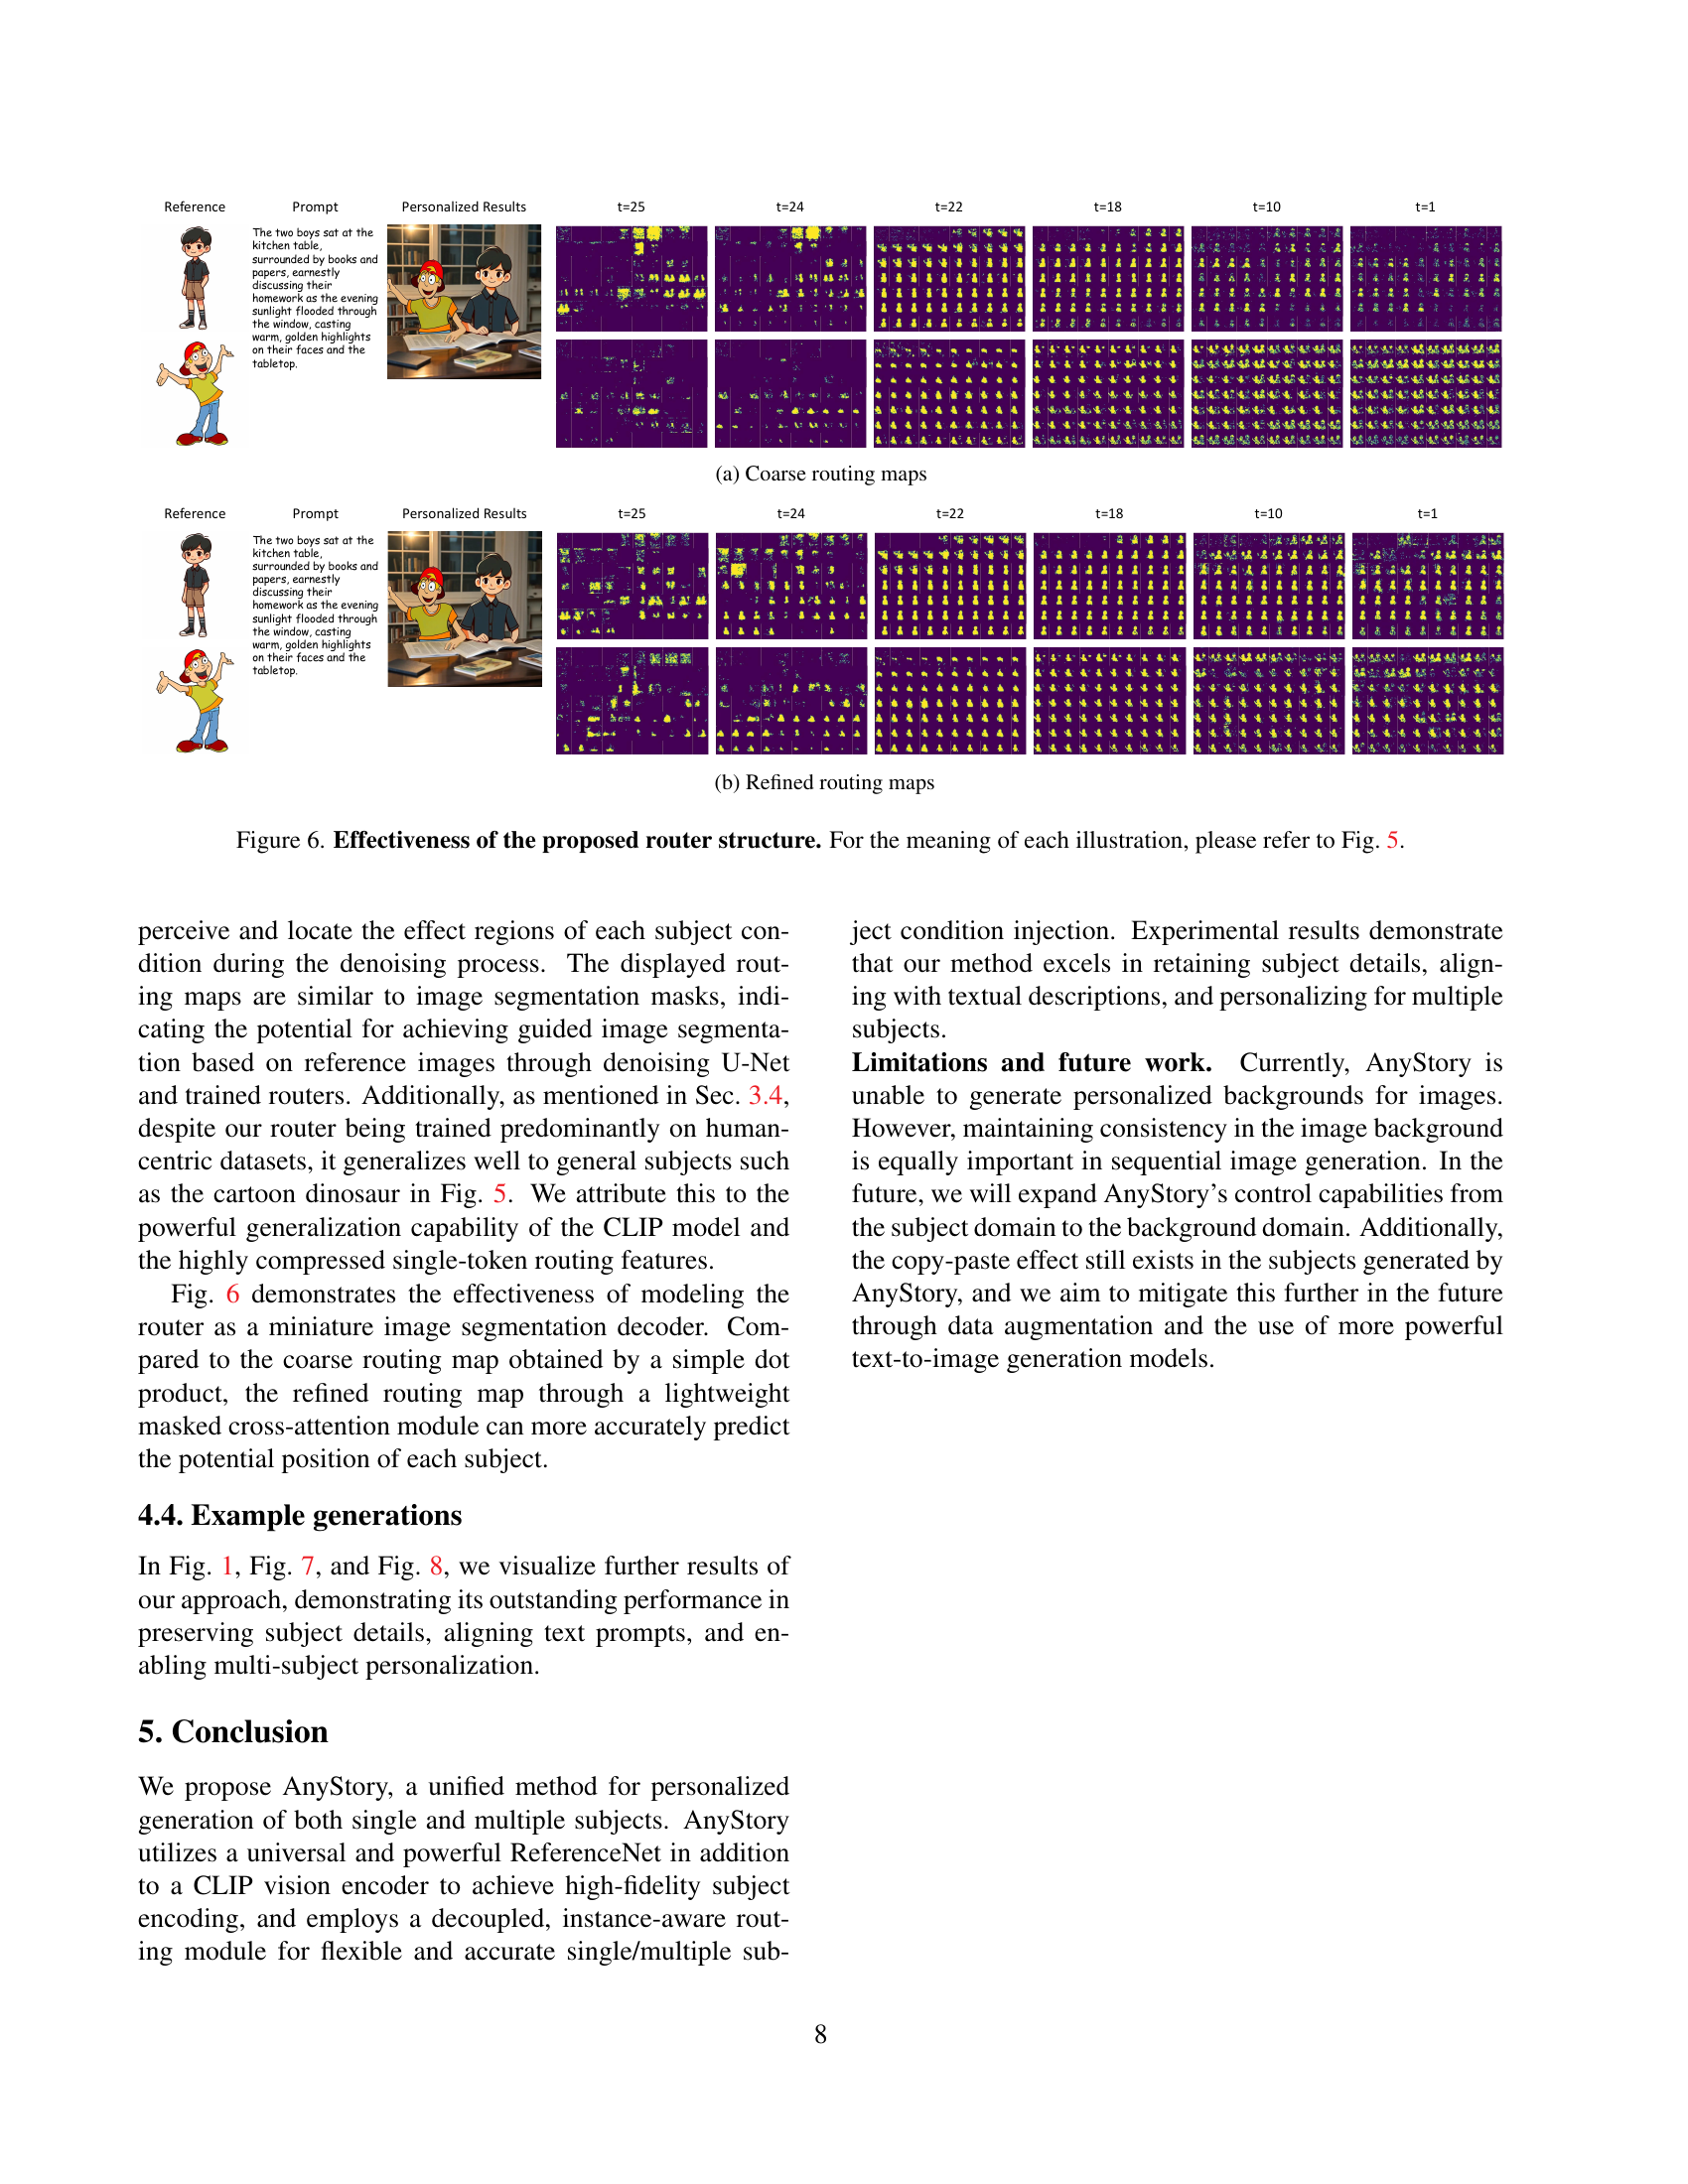 Reference Prompt Personalized Results t=25 t=24 t=22 t=18 t=10 t=1
The two boys sat at the
kitchen table,
surrounded by books and
papers, earnestly
discussing their
homework as the evening
sunlight flooded through
the window, casting
warm, golden highlights
on their faces and the
tabletop.
(a) Coarse routing maps
Reference Prompt Personalized Results t=25 t=24 t=22 t=18 t=10 t=1
The two boys sat at the
kitchen table,
surrounded by books and
papers, earnestly
discussing their
homework as the evening
sunlight flooded through
the window, casting
warm, golden highlights
on their faces and the
tabletop.
(b) Refined routing maps
Figure 6. Effectiveness of the proposed router structure. For the meaning of each illustration, please refer to Fig. 5.
perceive and locate the effect regions of each subject con-
dition during the denoising process. The displayed rout-
ing maps are similar to image segmentation masks, indi-
cating the potential for achieving guided image segmenta-
tion based on reference images through denoising U-Net
and trained routers. Additionally, as mentioned in Sec. 3.4,
despite our router being trained predominantly on human-
centric datasets, it generalizes well to general subjects such
as the cartoon dinosaur in Fig. 5. We attribute this to the
powerful generalization capability of the CLIP model and
the highly compressed single-token routing features.
Fig. 6 demonstrates the effectiveness of modeling the
router as a miniature image segmentation decoder. Com-
pared to the coarse routing map obtained by a simple dot
product, the refined routing map through a lightweight
masked cross-attention module can more accurately predict
the potential position of each subject.
4.4. Example generations
In Fig. 1, Fig. 7, and Fig. 8, we visualize further results of
our approach, demonstrating its outstanding performance in
preserving subject details, aligning text prompts, and en-
abling multi-subject personalization.
5. Conclusion
We propose AnyStory, a unified method for personalized
generation of both single and multiple subjects. AnyStory
utilizes a universal and powerful ReferenceNet in addition
to a CLIP vision encoder to achieve high-fidelity subject
encoding, and employs a decoupled, instance-aware rout-
ing module for flexible and accurate single/multiple sub-
ject condition injection. Experimental results demonstrate
that our method excels in retaining subject details, align-
ing with textual descriptions, and personalizing for multiple
subjects.
Limitations and future work. Currently, AnyStory is
unable to generate personalized backgrounds for images.
However, maintaining consistency in the image background
is equally important in sequential image generation. In the
future, we will expand AnyStory's control capabilities from
the subject domain to the background domain. Additionally,
the copy-paste effect still exists in the subjects generated by
AnyStory, and we aim to mitigate this further in the future
through data augmentation and the use of more powerful
text-to-image generation models.
8